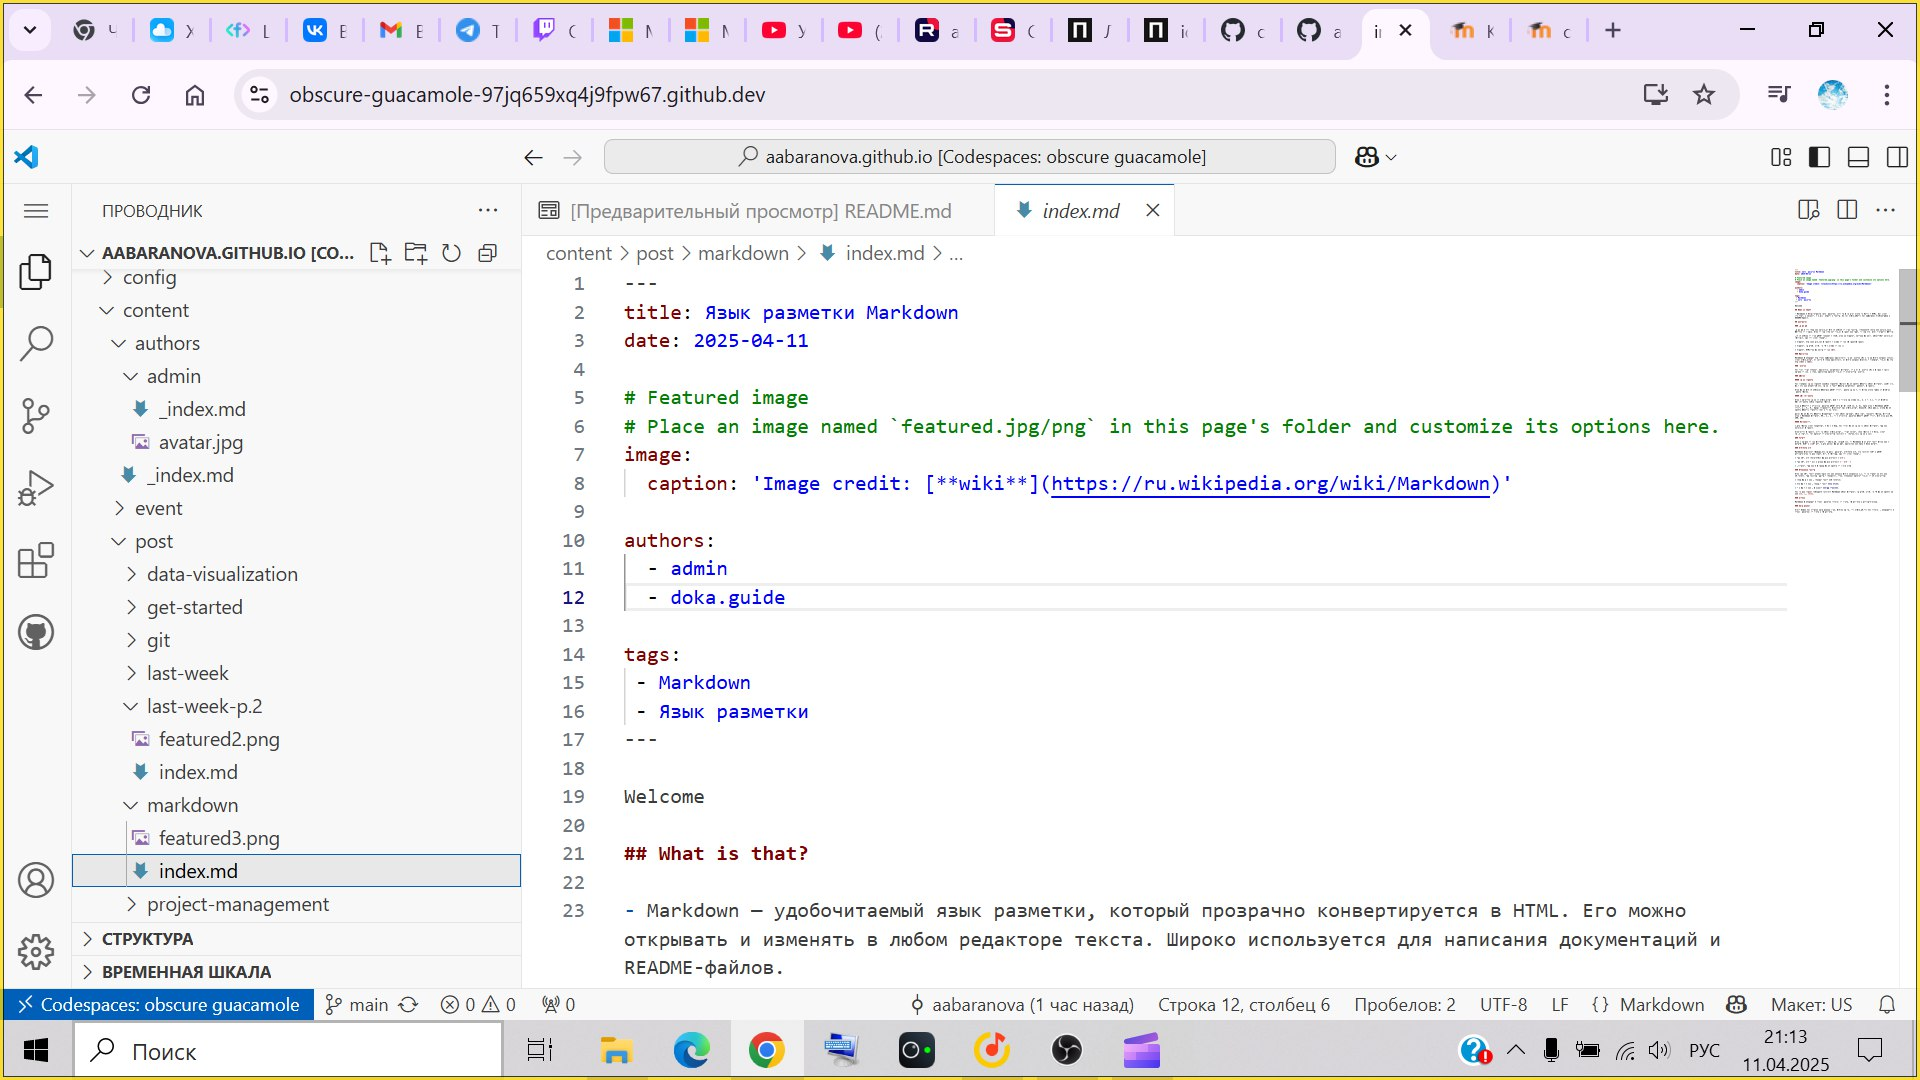 obscure-guacamole-97jq659xq4j9fpw67.github.dev
aabaranova.github.io [Codespaces: obscure guacamole]
ПРОВОДНИК
AABARANOVA.GITHUB.IO [CO...
config
content
authors
admin
_index.md
avatar.jpg
_index.md
event
post
data-visualization
get-started
git
last-week
last-week-p.2
featured2.png
index.md
markdown
featured3.png
index.md
project-management
СТРУКТУРА
ВРЕМЕННАЯ ШКАЛА
[Предварительный просмотр] README.md
index.md
content > post > markdown > index.md > ...
1 ---
2 title: Язык разметки Markdown
3 date: 2025-04-11
4
5 # Featured image
6 # Place an image named `featured.jpg/png` in this page's folder and customize its options here.
7 image:
8 caption: 'Image credit: [**wiki**](https://ru.wikipedia.org/wiki/Markdown)'
9
10 authors:
11 - admin
12 - doka.guide
13
14 tags:
15 - Markdown
16 - Язык разметки
17 ---
18
19 Welcome
20
21 ## What is that?
22
23 - Markdown — удобочитаемый язык разметки, который прозрачно конвертируется в HTML. Его можно
открывать и изменять в любом редакторе текста. Широко используется для написания документаций и
README-файлов.
Codespaces: obscure guacamole main 0 0 0 aabaranova (1 час назад) Строка 12, столбец 6 Пробелов: 2 UTF-8 LF {} Markdown Макет: US
Поиск
РУС
21:13
11.04.2025